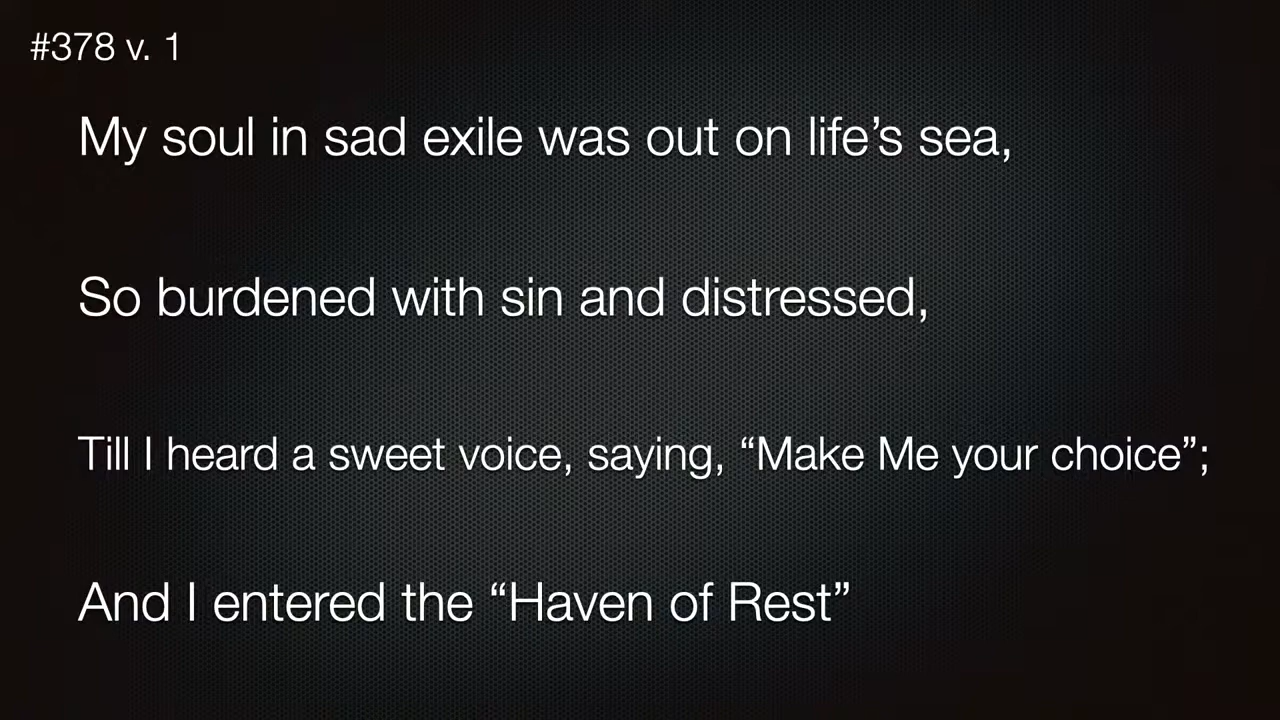 #378 v. 1
My soul in sad exile was out on life’s sea,
So burdened with sin and distressed,
Till I heard a sweet voice, saying, “Make Me your choice”;
And I entered the “Haven of Rest”